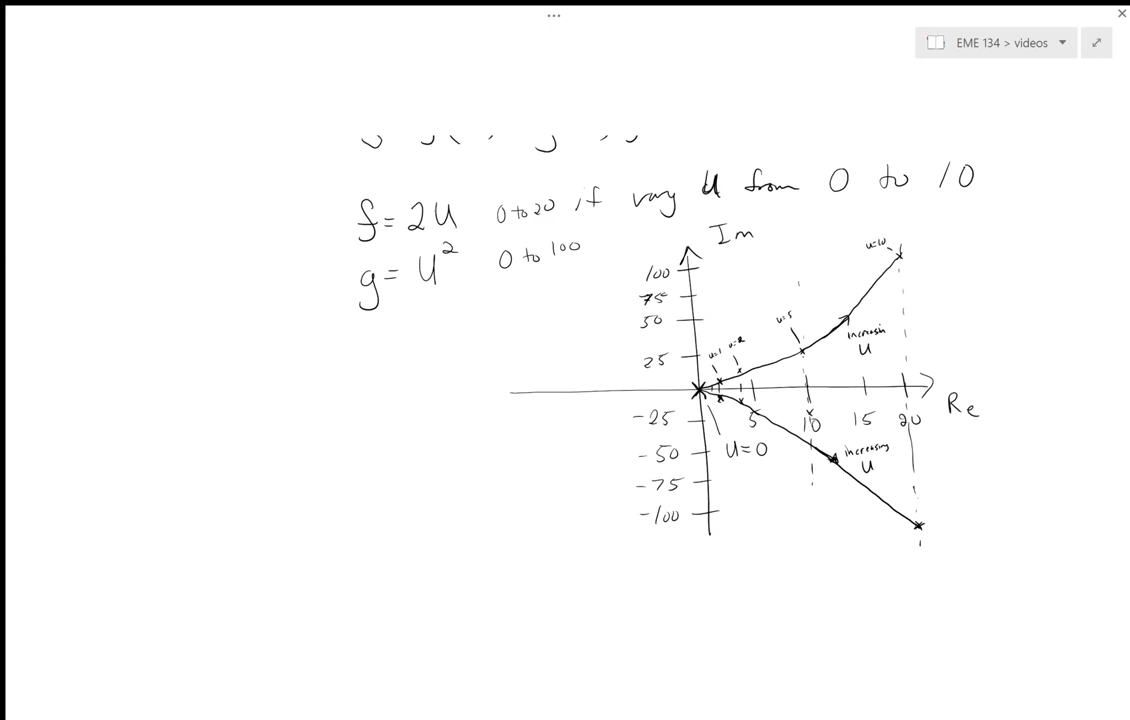 EME 134 > videos
f = 2u 0 to 20 if vary u from 0 to 10
g = u² 0 to 100
Im
u=10
100
75
50
u=5
increasin
u
u=1
u=2
25
Re
-25
5
10
15
20
-50
u=0
increasing
u
-75
-100